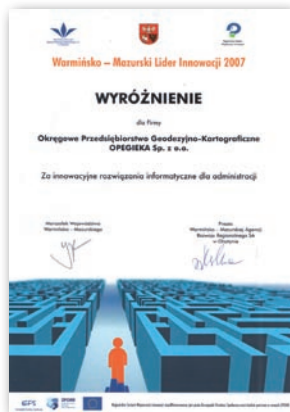 Warmińsko – Mazurski Lider Innowacji 2007
WYRÓŻNIENIE
dla Firmy
Okręgowe Przedsiębiorstwo Geodezyjno-Kartograficzne
OPEGIEKA Sp. z o.o.
Za innowacyjne rozwiązania informatyczne dla administracji
Marszałek Województwa
Warmińsko - Mazurskiego
Prezes
Warmińsko - Mazurskiej Agencji
Rozwoju Regionalnego SA
w Olsztynie